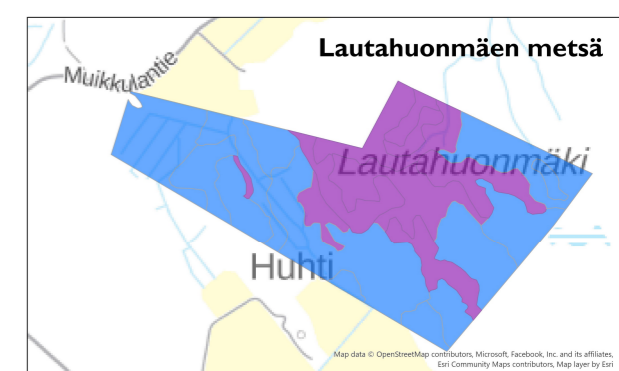 Lautahuonmäen metsä
Muikkulantie
Lautahuonmäki
Huhti
Map data © OpenStreetMap contributors, Microsoft, Facebook, Inc. and its affiliates,
Esri Community Maps contributors, Map layer by Esri